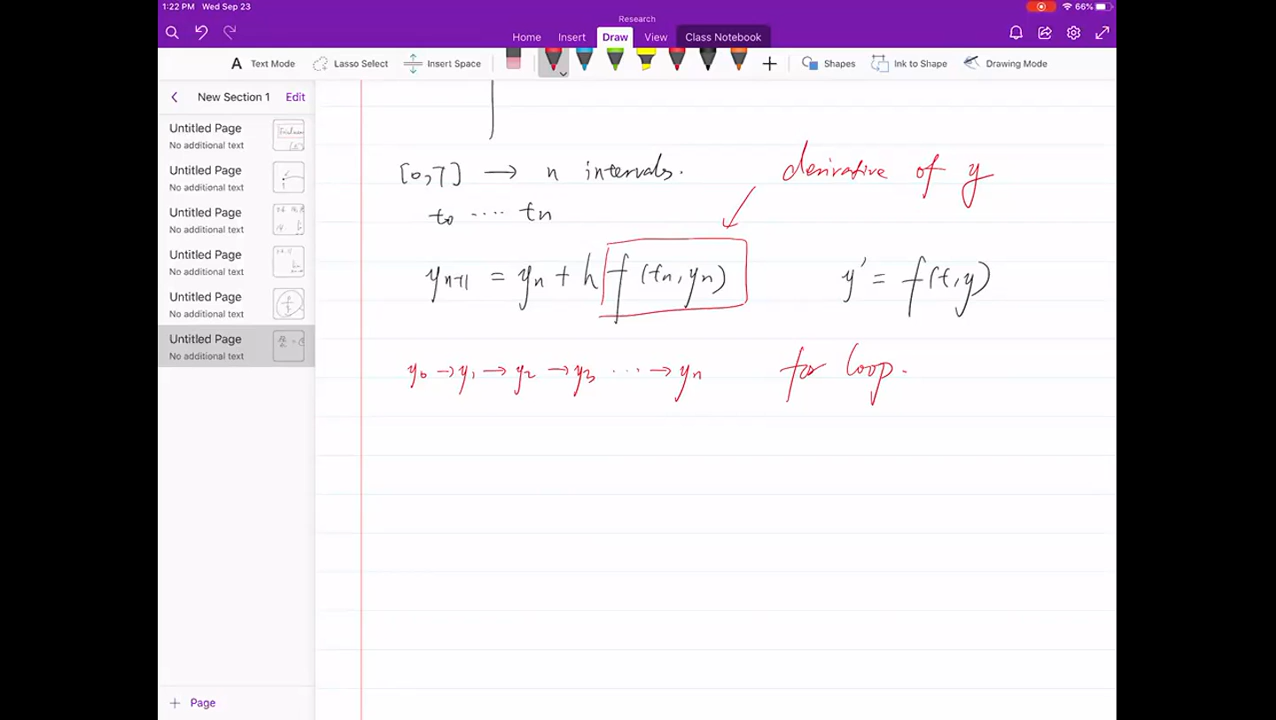 1:22 PM Wed Sep 23
66%
Research
Home Insert Draw View Class Notebook
A Text Mode Lasso Select Insert Space Shapes Ink to Shape Drawing Mode
New Section 1 Edit
Untitled Page
No additional text
Untitled Page
No additional text
Untitled Page
No additional text
Untitled Page
No additional text
Untitled Page
No additional text
Untitled Page
No additional text
+ Page
[0,T] → n intervals.
derivative of y
t0 .... tn
yn+1 = yn + h f(tn, yn)
y' = f(t, y)
y0 → y1 → y2 → y3 ... → yn
for loop.